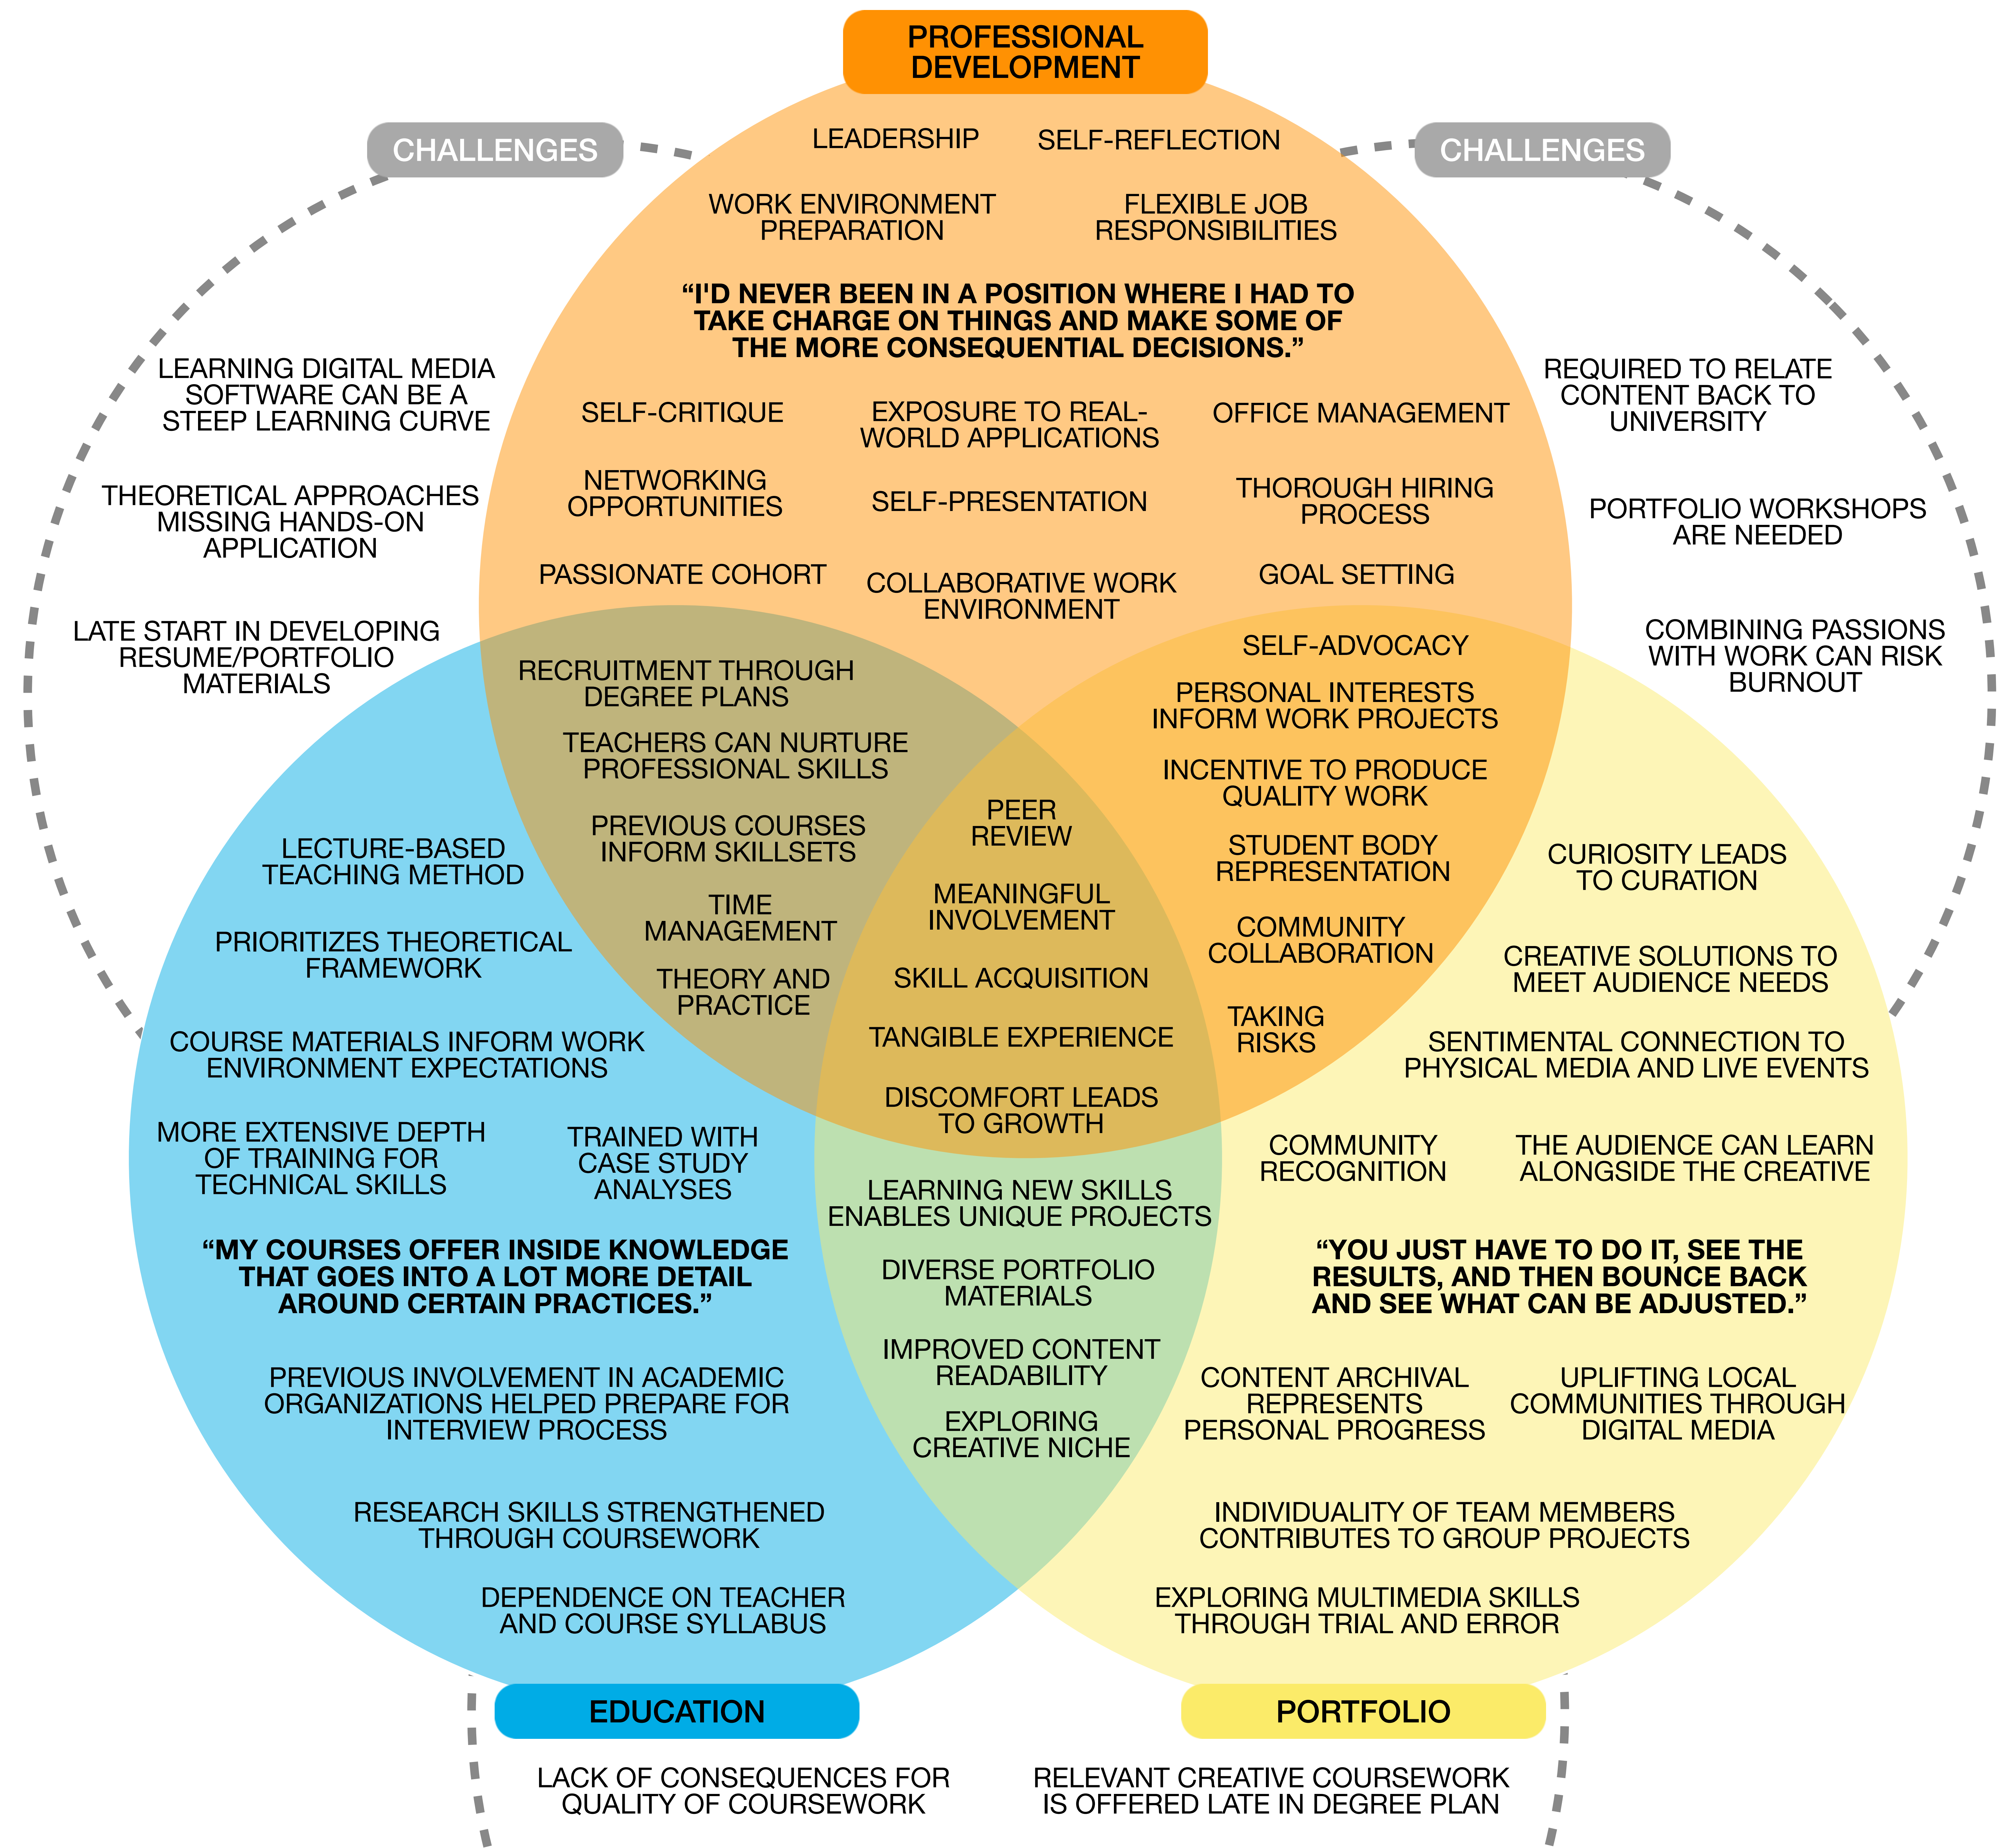 PROFESSIONAL
DEVELOPMENT
CHALLENGES
CHALLENGES
LEADERSHIP
SELF-REFLECTION
WORK ENVIRONMENT
PREPARATION
FLEXIBLE JOB
RESPONSIBILITIES
“I'D NEVER BEEN IN A POSITION WHERE I HAD TO
TAKE CHARGE ON THINGS AND MAKE SOME OF
THE MORE CONSEQUENTIAL DECISIONS.”
LEARNING DIGITAL MEDIA
SOFTWARE CAN BE A
STEEP LEARNING CURVE
THEORETICAL APPROACHES
MISSING HANDS-ON
APPLICATION
LATE START IN DEVELOPING
RESUME/PORTFOLIO
MATERIALS
SELF-CRITIQUE
EXPOSURE TO REAL-
WORLD APPLICATIONS
OFFICE MANAGEMENT
NETWORKING
OPPORTUNITIES
SELF-PRESENTATION
THOROUGH HIRING
PROCESS
PASSIONATE COHORT
COLLABORATIVE WORK
ENVIRONMENT
GOAL SETTING
REQUIRED TO RELATE
CONTENT BACK TO
UNIVERSITY
PORTFOLIO WORKSHOPS
ARE NEEDED
COMBINING PASSIONS
WITH WORK CAN RISK
BURNOUT
RECRUITMENT THROUGH
DEGREE PLANS
TEACHERS CAN NURTURE
PROFESSIONAL SKILLS
PREVIOUS COURSES
INFORM SKILLSETS
TIME
MANAGEMENT
THEORY AND
PRACTICE
PEER
REVIEW
MEANINGFUL
INVOLVEMENT
SKILL ACQUISITION
TANGIBLE EXPERIENCE
DISCOMFORT LEADS
TO GROWTH
SELF-ADVOCACY
PERSONAL INTERESTS
INFORM WORK PROJECTS
INCENTIVE TO PRODUCE
QUALITY WORK
STUDENT BODY
REPRESENTATION
COMMUNITY
COLLABORATION
TAKING
RISKS
LECTURE-BASED
TEACHING METHOD
PRIORITIZES THEORETICAL
FRAMEWORK
COURSE MATERIALS INFORM WORK
ENVIRONMENT EXPECTATIONS
MORE EXTENSIVE DEPTH
OF TRAINING FOR
TECHNICAL SKILLS
TRAINED WITH
CASE STUDY
ANALYSES
“MY COURSES OFFER INSIDE KNOWLEDGE
THAT GOES INTO A LOT MORE DETAIL
AROUND CERTAIN PRACTICES.”
PREVIOUS INVOLVEMENT IN ACADEMIC
ORGANIZATIONS HELPED PREPARE FOR
INTERVIEW PROCESS
RESEARCH SKILLS STRENGTHENED
THROUGH COURSEWORK
DEPENDENCE ON TEACHER
AND COURSE SYLLABUS
LEARNING NEW SKILLS
ENABLES UNIQUE PROJECTS
DIVERSE PORTFOLIO
MATERIALS
IMPROVED CONTENT
READABILITY
EXPLORING
CREATIVE NICHE
CURIOSITY LEADS
TO CURATION
CREATIVE SOLUTIONS TO
MEET AUDIENCE NEEDS
SENTIMENTAL CONNECTION TO
PHYSICAL MEDIA AND LIVE EVENTS
COMMUNITY
RECOGNITION
THE AUDIENCE CAN LEARN
ALONGSIDE THE CREATIVE
“YOU JUST HAVE TO DO IT, SEE THE
RESULTS, AND THEN BOUNCE BACK
AND SEE WHAT CAN BE ADJUSTED.”
CONTENT ARCHIVAL
REPRESENTS
PERSONAL PROGRESS
UPLIFTING LOCAL
COMMUNITIES THROUGH
DIGITAL MEDIA
INDIVIDUALITY OF TEAM MEMBERS
CONTRIBUTES TO GROUP PROJECTS
EXPLORING MULTIMEDIA SKILLS
THROUGH TRIAL AND ERROR
EDUCATION
PORTFOLIO
LACK OF CONSEQUENCES FOR
QUALITY OF COURSEWORK
RELEVANT CREATIVE COURSEWORK
IS OFFERED LATE IN DEGREE PLAN